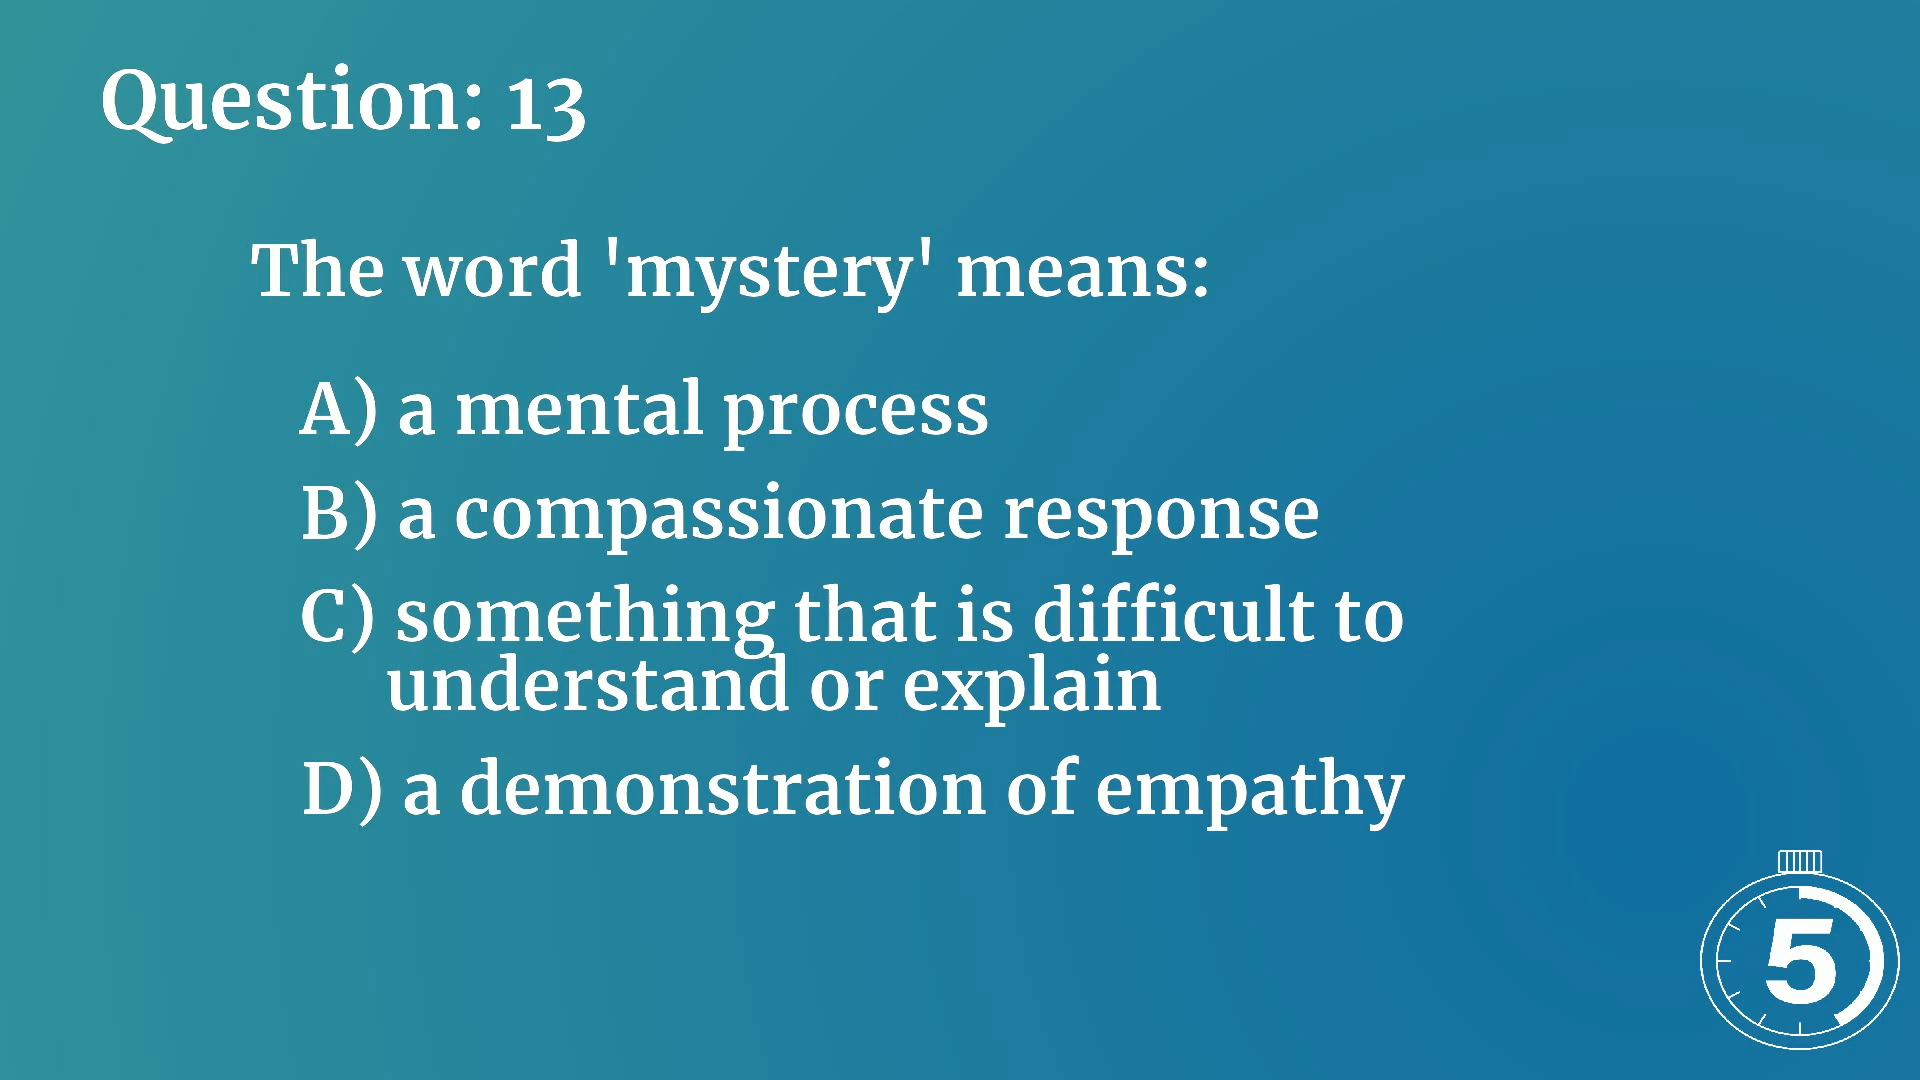 Question: 13
The word 'mystery' means:
A) a mental process
B) a compassionate response
C) something that is difficult to
understand or explain
D) a demonstration of empathy
5